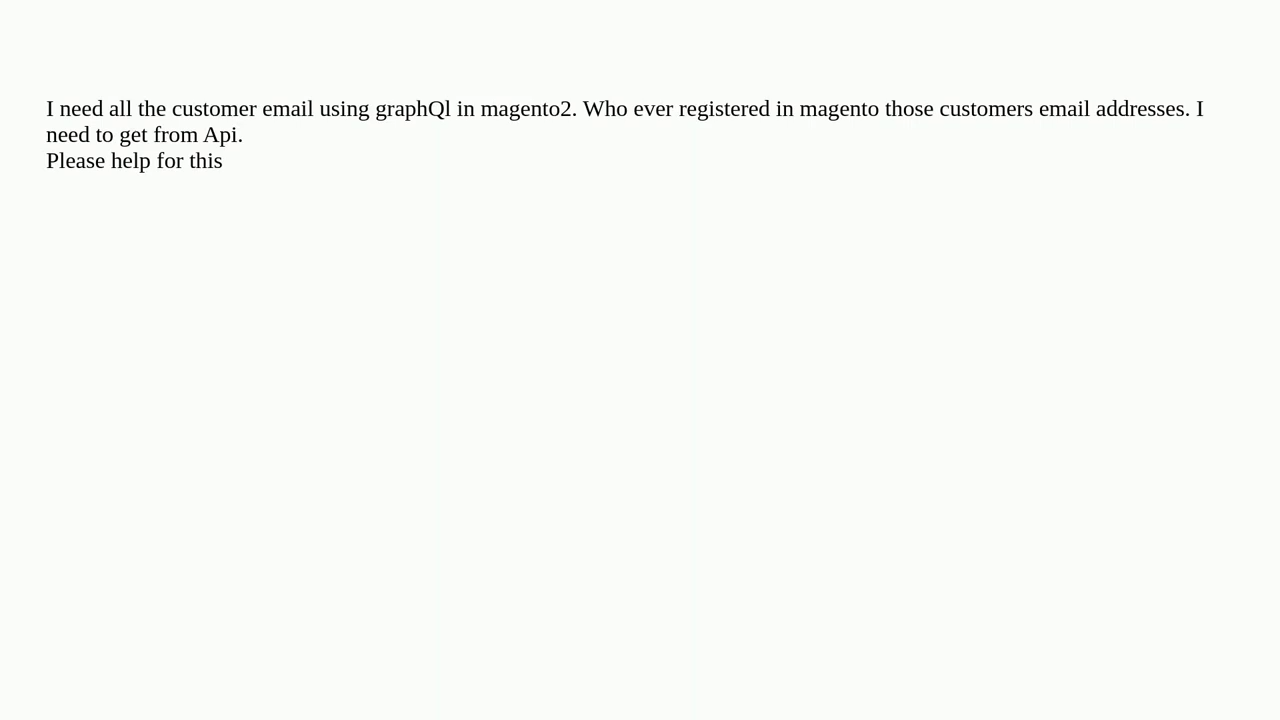 I need all the customer email using graphQl in magento2. Who ever registered in magento those customers email addresses. I
need to get from Api.
Please help for this